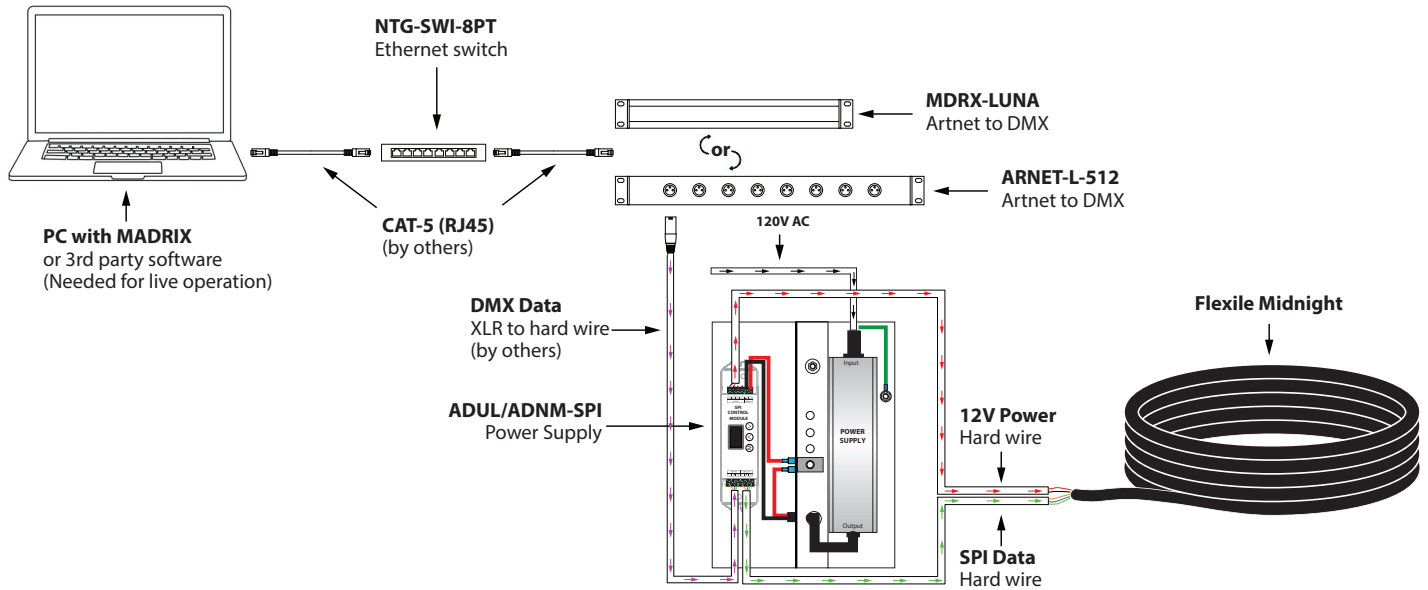 NTG-SWI-8PT
Ethernet switch
MDRX-LUNA
Artnet to DMX
or
ARNET-L-512
Artnet to DMX
PC with MADRIX
or 3rd party software
(Needed for live operation)
CAT-5 (RJ45)
(by others)
120V AC
DMX Data
XLR to hard wire
(by others)
Flexile Midnight
Input
SPI
CONTROL
MODULE
ADUL/ADNM-SPI
Power Supply
POWER
SUPPLY
12V Power
Hard wire
Output
SPI Data
Hard wire